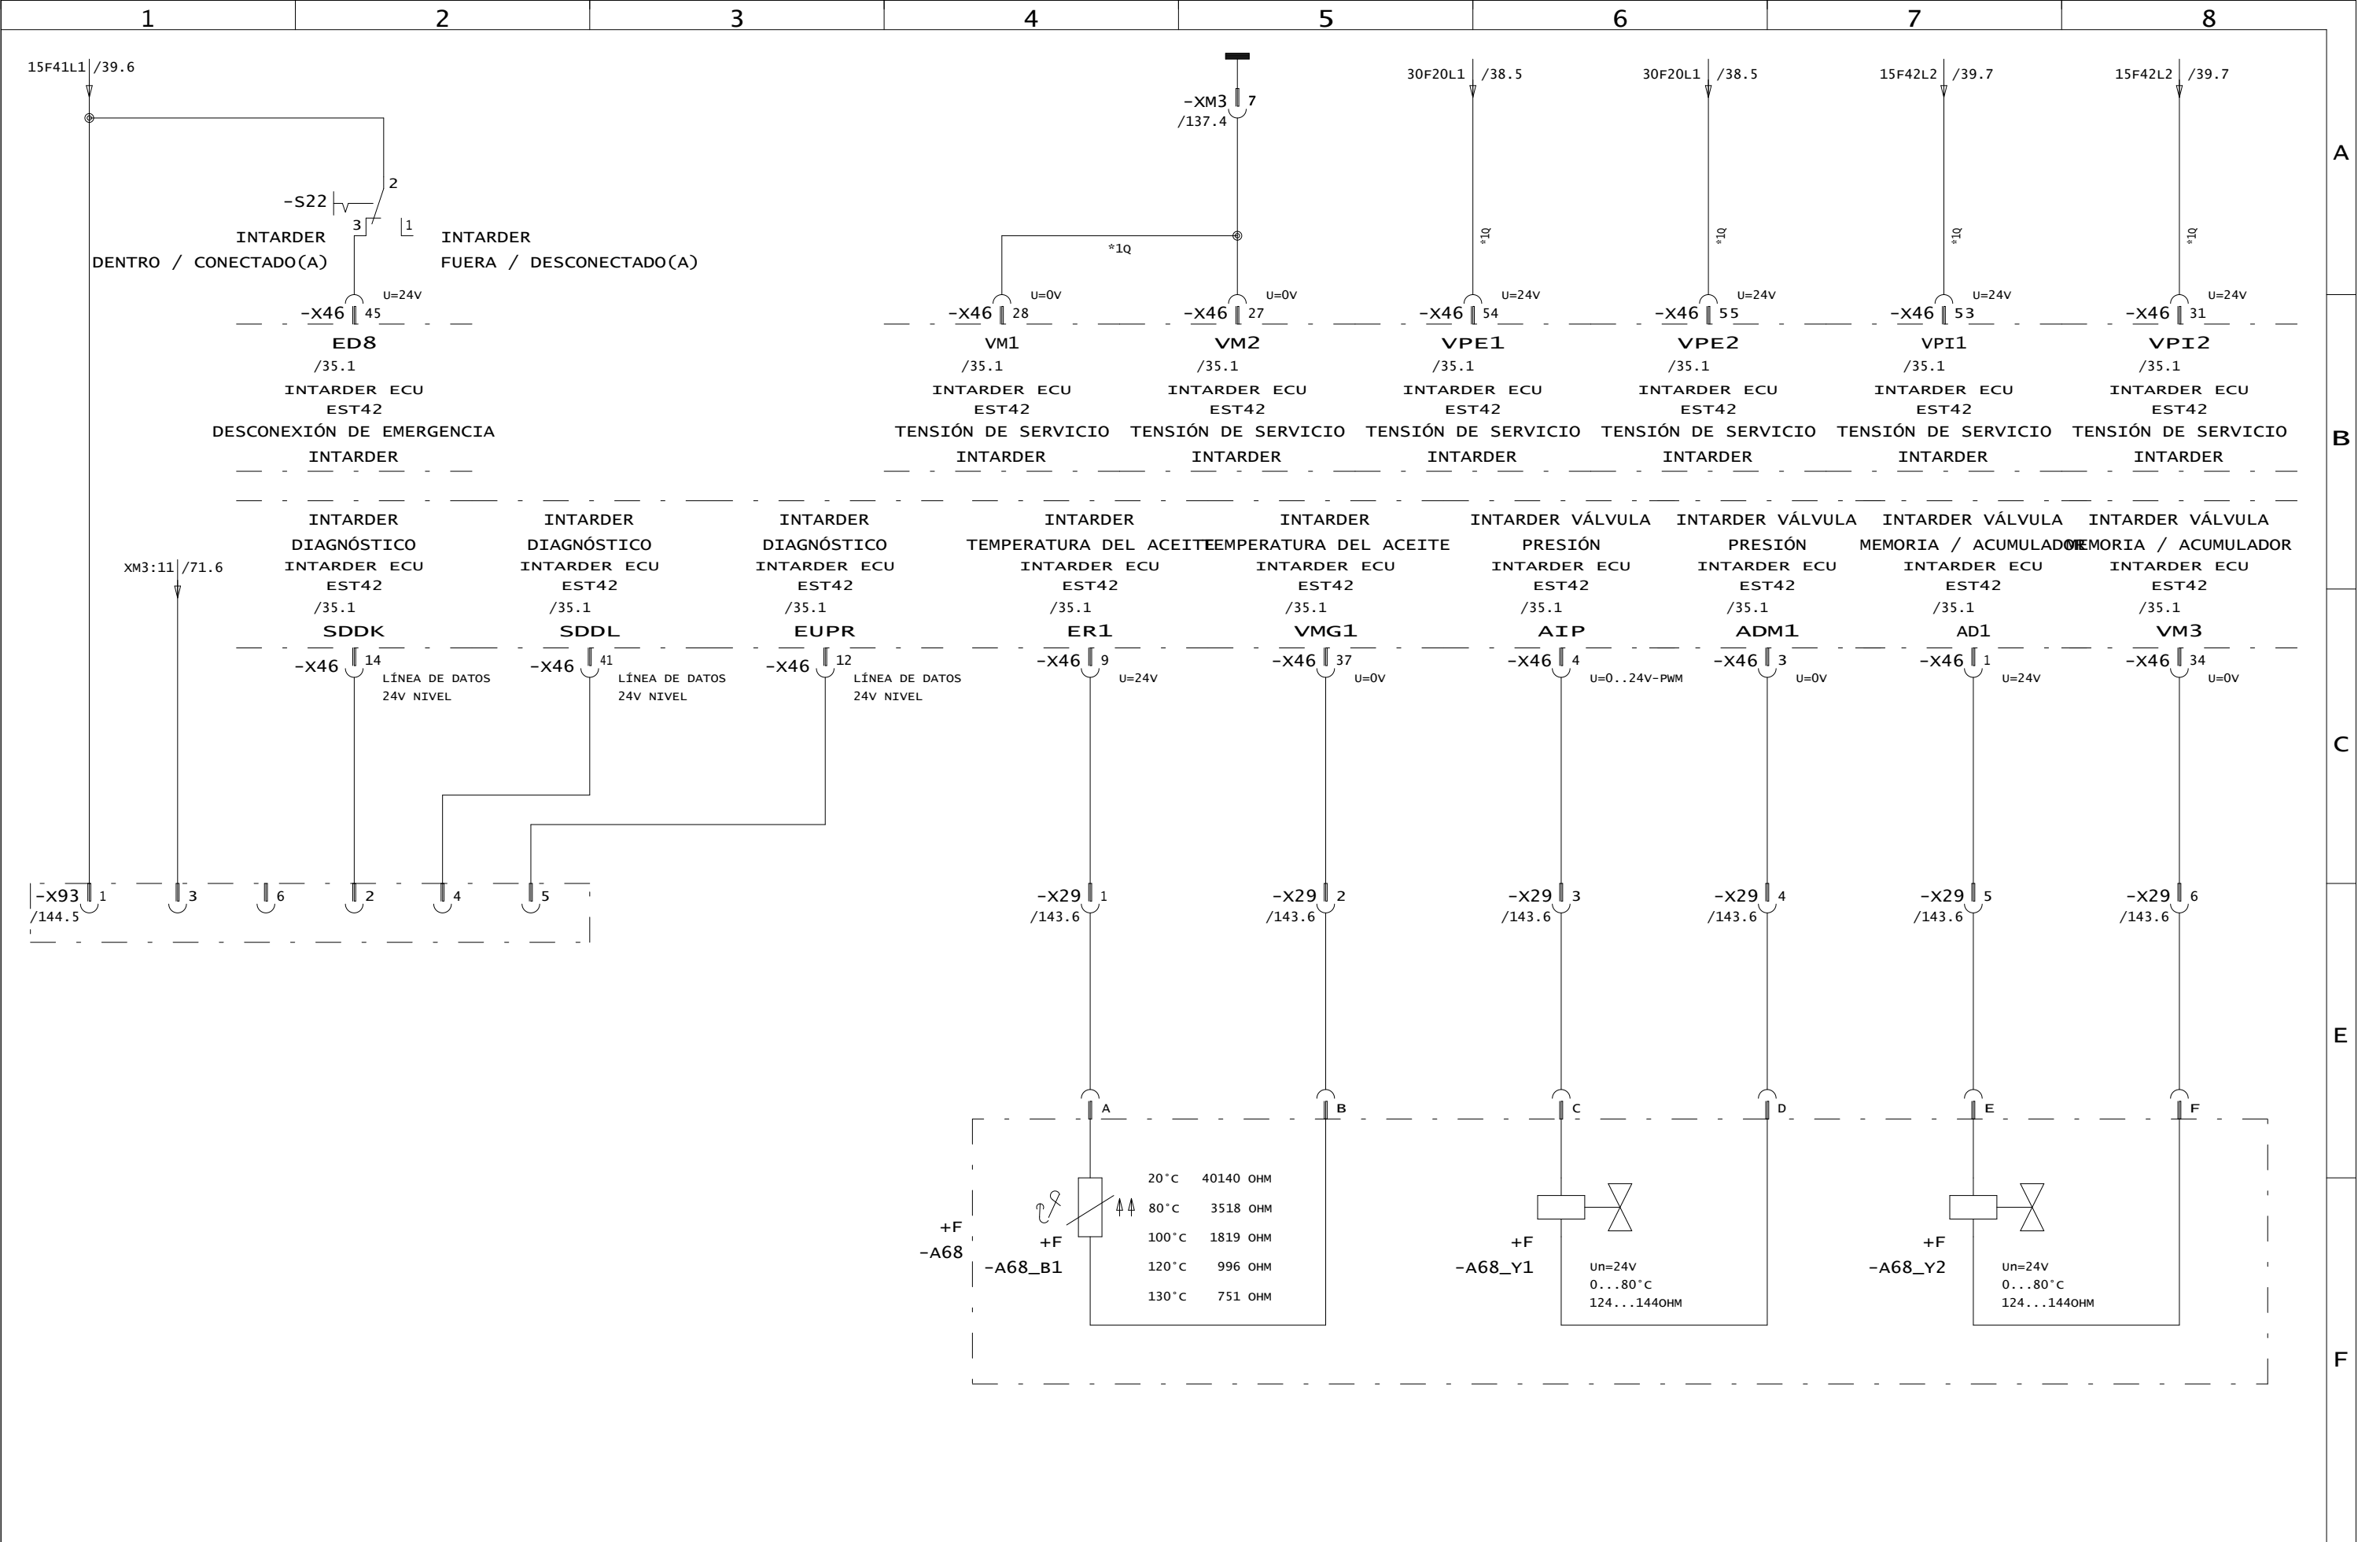 1 2 3 4 5 6 7 8
15F41L1 /39.6
30F20L1 /38.5
30F20L1 /38.5
15F42L2 /39.7
15F42L2 /39.7
-XM3 7
/137.4
A
2
-S22
3 1
INTARDER
DENTRO / CONECTADO(A)
INTARDER
FUERA / DESCONECTADO(A)
*1Q
*1Q
*1Q
*1Q
*1Q
-X46 45 U=24V
ED8
/35.1
INTARDER ECU
EST42
DESCONEXIÓN DE EMERGENCIA
INTARDER
-X46 28 U=0V
VM1
/35.1
INTARDER ECU
EST42
TENSIÓN DE SERVICIO
INTARDER
-X46 27 U=0V
VM2
/35.1
INTARDER ECU
EST42
TENSIÓN DE SERVICIO
INTARDER
-X46 54 U=24V
VPE1
/35.1
INTARDER ECU
EST42
TENSIÓN DE SERVICIO
INTARDER
-X46 55 U=24V
VPE2
/35.1
INTARDER ECU
EST42
TENSIÓN DE SERVICIO
INTARDER
-X46 53 U=24V
VPI1
/35.1
INTARDER ECU
EST42
TENSIÓN DE SERVICIO
INTARDER
-X46 31 U=24V
VPI2
/35.1
INTARDER ECU
EST42
TENSIÓN DE SERVICIO
INTARDER
B
XM3:11 /71.6
INTARDER
DIAGNÓSTICO
INTARDER ECU
EST42
/35.1
SDDK
-X46 14
LÍNEA DE DATOS
24V NIVEL
INTARDER
DIAGNÓSTICO
INTARDER ECU
EST42
/35.1
SDDL
-X46 41
LÍNEA DE DATOS
24V NIVEL
INTARDER
DIAGNÓSTICO
INTARDER ECU
EST42
/35.1
EUPR
-X46 12
LÍNEA DE DATOS
24V NIVEL
INTARDER
TEMPERATURA DEL ACEITE
INTARDER ECU
EST42
/35.1
ER1
-X46 9
U=24V
INTARDER
TEMPERATURA DEL ACEITE
INTARDER ECU
EST42
/35.1
VMG1
-X46 37
U=0V
INTARDER VÁLVULA
PRESIÓN
INTARDER ECU
EST42
/35.1
AIP
-X46 4
U=0..24V-PWM
INTARDER VÁLVULA
PRESIÓN
INTARDER ECU
EST42
/35.1
ADM1
-X46 3
U=0V
INTARDER VÁLVULA
MEMORIA / ACUMULADOR
INTARDER ECU
EST42
/35.1
AD1
-X46 1
U=24V
INTARDER VÁLVULA
MEMORIA / ACUMULADOR
INTARDER ECU
EST42
/35.1
VM3
-X46 34
U=0V
C
-X93 1 3 6 2 4 5
/144.5
-X29 1
/143.6
-X29 2
/143.6
-X29 3
/143.6
-X29 4
/143.6
-X29 5
/143.6
-X29 6
/143.6
E
A B C D E F
+F
-A68
+F
-A68_B1
20°C 40140 OHM
80°C 3518 OHM
100°C 1819 OHM
120°C 996 OHM
130°C 751 OHM
+F
-A68_Y1
Un=24V
0...80°C
124...144OHM
+F
-A68_Y2
Un=24V
0...80°C
124...144OHM
F